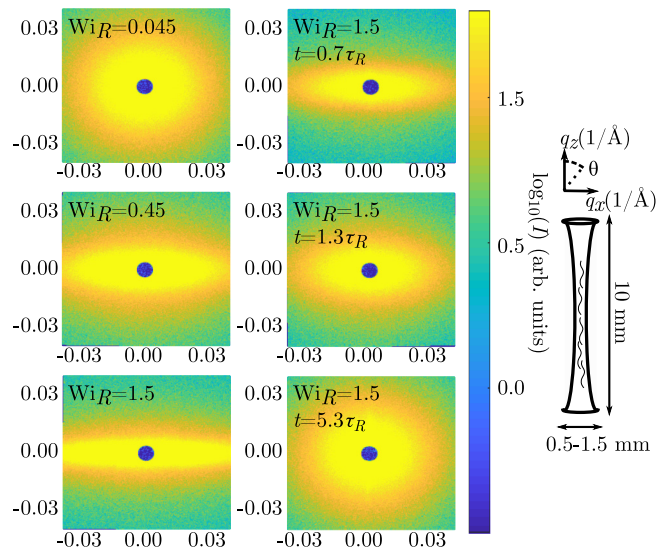 0.03
0.00
-0.03
Wi_R=0.045
-0.03 0.00 0.03
Wi_R=1.5
t=0.7τ_R
-0.03 0.00 0.03
0.03
0.00
-0.03
Wi_R=0.45
-0.03 0.00 0.03
Wi_R=1.5
t=1.3τ_R
-0.03 0.00 0.03
0.03
0.00
-0.03
Wi_R=1.5
-0.03 0.00 0.03
Wi_R=1.5
t=5.3τ_R
-0.03 0.00 0.03
1.5
0.5
0.0
log₁₀(I) (arb. units)
q_z(1/Å)
θ
q_x(1/Å)
10 mm
0.5-1.5 mm